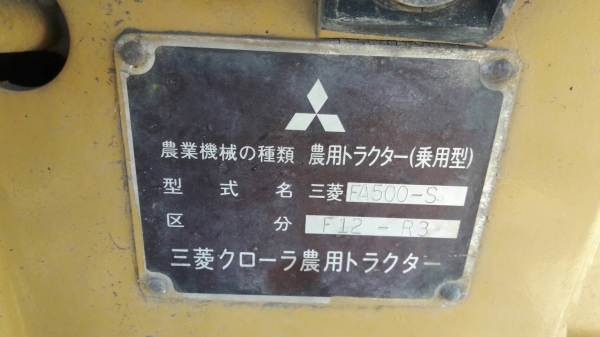 農業機械の種類 農用トラクター(乗用型)
型式名 三菱 FA500-S
区分 F12-R3
三菱クローラ農用トラクター